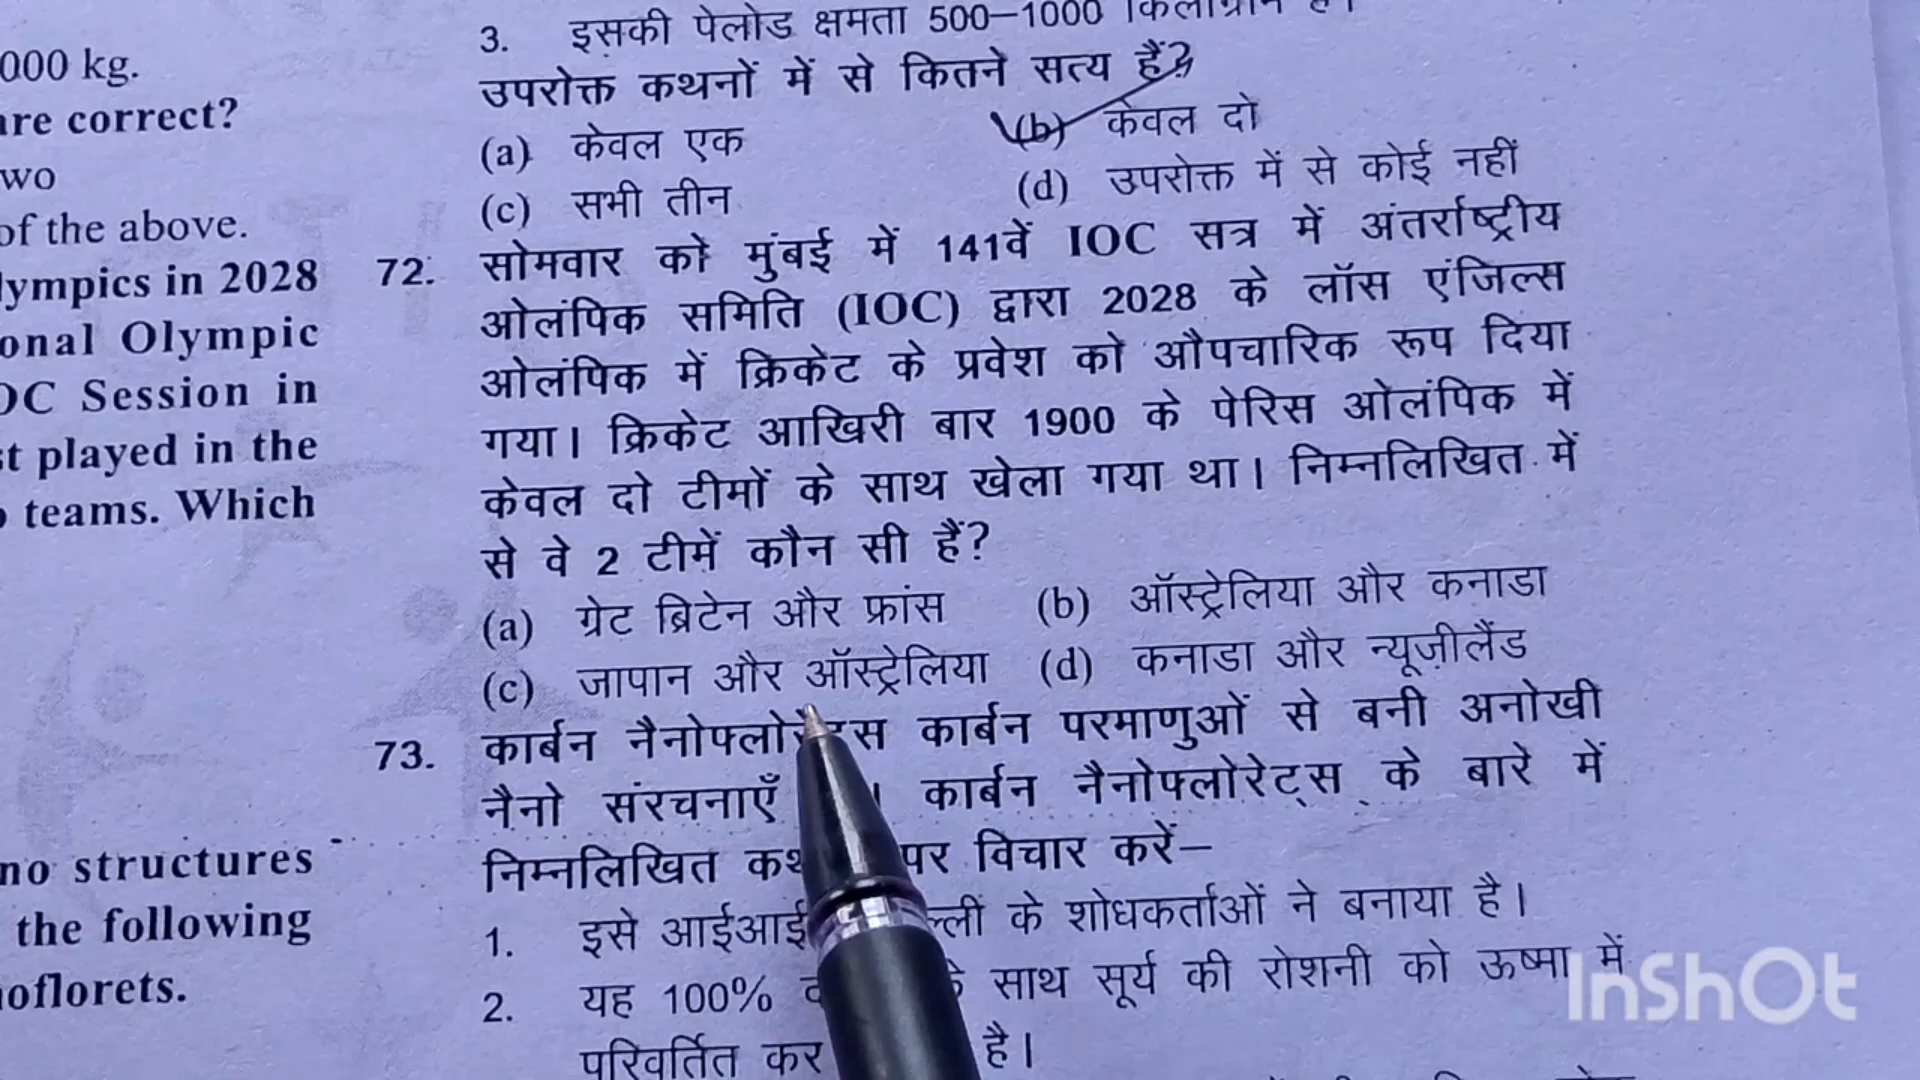 000 kg.
are correct?
wo
of the above.
lympics in 2028
onal Olympic
OC Session in
st played in the
teams. Which
no structures
the following
oflorets.
3. इसकी पेलोड क्षमता 500–1000 किलोग्राम है।
उपरोक्त कथनों में से कितने सत्य हैं?
(a) केवल एक (b) केवल दो
(c) सभी तीन (d) उपरोक्त में से कोई नहीं
72. सोमवार को मुंबई में 141वें IOC सत्र में अंतर्राष्ट्रीय
ओलंपिक समिति (IOC) द्वारा 2028 के लॉस एंजिल्स
ओलंपिक में क्रिकेट के प्रवेश को औपचारिक रूप दिया
गया। क्रिकेट आखिरी बार 1900 के पेरिस ओलंपिक में
केवल दो टीमों के साथ खेला गया था। निम्नलिखित में
से वे 2 टीमें कौन सी हैं?
(a) ग्रेट ब्रिटेन और फ्रांस (b) ऑस्ट्रेलिया और कनाडा
(c) जापान और ऑस्ट्रेलिया (d) कनाडा और न्यूज़ीलैंड
73. कार्बन नैनोफ्लोरेट्स कार्बन परमाणुओं से बनी अनोखी
नैनो संरचनाएँ । कार्बन नैनोफ्लोरेट्स के बारे में
निम्नलिखित पर विचार करें–
1. इसे आईआई ल्ली के शोधकर्ताओं ने बनाया है।
2. यह 100% के साथ सूर्य की रोशनी को ऊष्मा में
परिवर्तित कर है।
InShOt